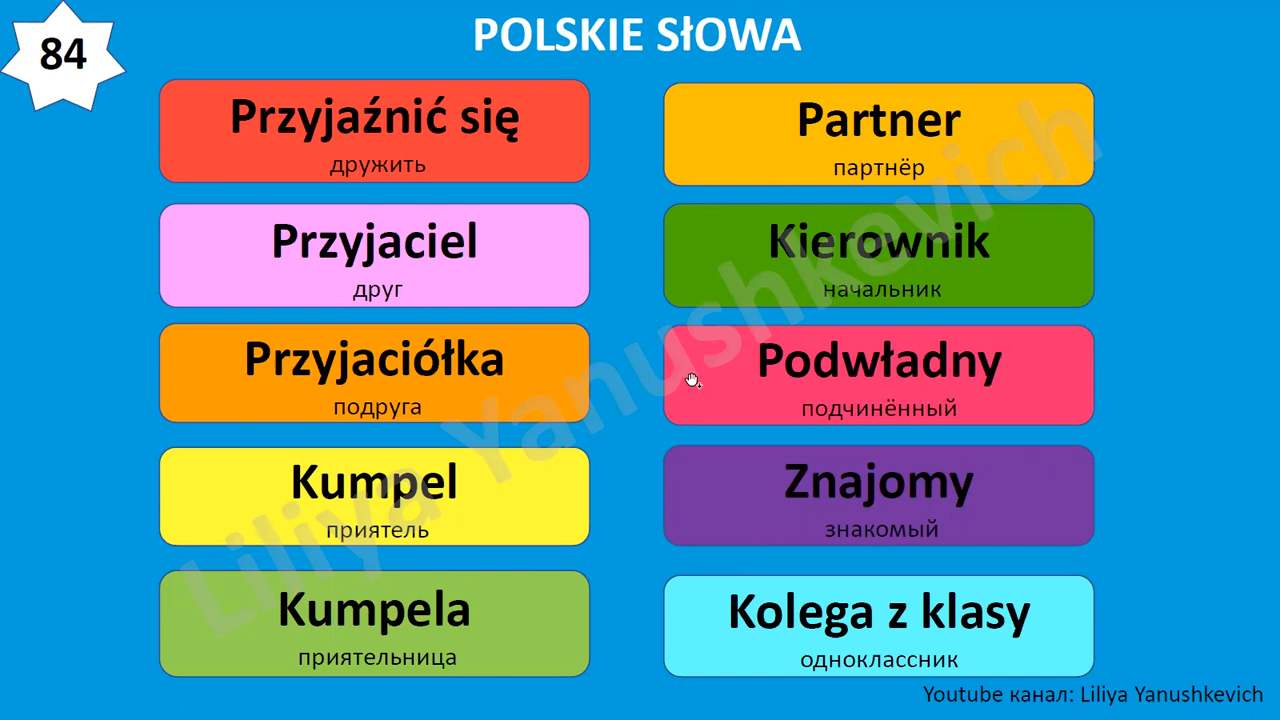 84
POLSKIE SłOWA
Przyjaźnić się
дружить
Przyjaciel
друг
Przyjaciółka
подруга
Kumpel
приятель
Kumpela
приятельница
Partner
партнёр
Kierownik
начальник
Podwładny
подчинённый
Znajomy
знакомый
Kolega z klasy
одноклассник
Liliya Yanushkovich
Youtube канал: Liliya Yanushkevich